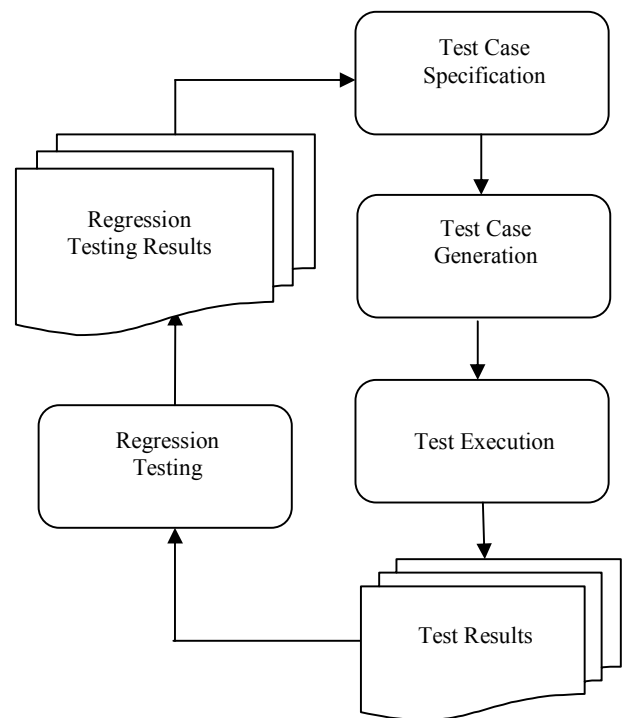 Test Case
Specification
Test Case
Generation
Test Execution
Test Results
Regression
Testing
Regression
Testing Results